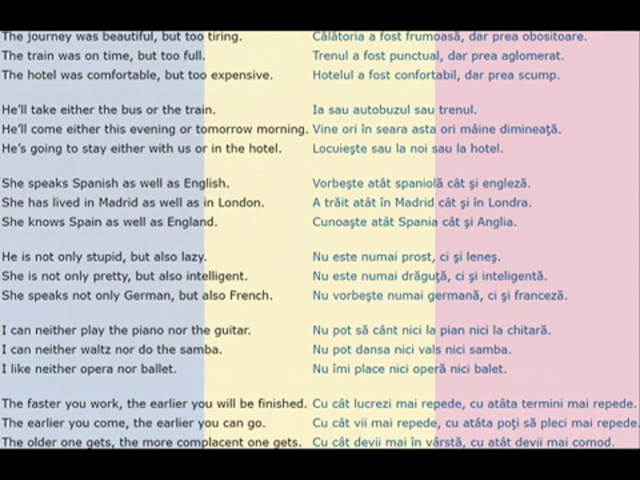 The journey was beautiful, but too tiring. Călătoria a fost frumoasă, dar prea obositoare.
The train was on time, but too full. Trenul a fost punctual, dar prea aglomerat.
The hotel was comfortable, but too expensive. Hotelul a fost confortabil, dar prea scump.
He'll take either the bus or the train. Ia sau autobuzul sau trenul.
He'll come either this evening or tomorrow morning. Vine ori în seara asta ori mâine dimineaţă.
He's going to stay either with us or in the hotel. Locuieşte sau la noi sau la hotel.
She speaks Spanish as well as English. Vorbeşte atât spaniolă cât şi engleză.
She has lived in Madrid as well as in London. A trăit atât în Madrid cât şi în Londra.
She knows Spain as well as England. Cunoaşte atât Spania cât şi Anglia.
He is not only stupid, but also lazy. Nu este numai prost, ci şi leneş.
She is not only pretty, but also intelligent. Nu este numai drăguţă, ci şi inteligentă.
She speaks not only German, but also French. Nu vorbeşte numai germană, ci şi franceză.
I can neither play the piano nor the guitar. Nu pot să cânt nici la pian nici la chitară.
I can neither waltz nor do the samba. Nu pot dansa nici vals nici samba.
I like neither opera nor ballet. Nu îmi place nici operă nici balet.
The faster you work, the earlier you will be finished. Cu cât lucrezi mai repede, cu atâta termini mai repede.
The earlier you come, the earlier you can go. Cu cât vii mai repede, cu atâta poţi să pleci mai repede.
The older one gets, the more complacent one gets. Cu cât devii mai în vârstă, cu atât devii mai comod.